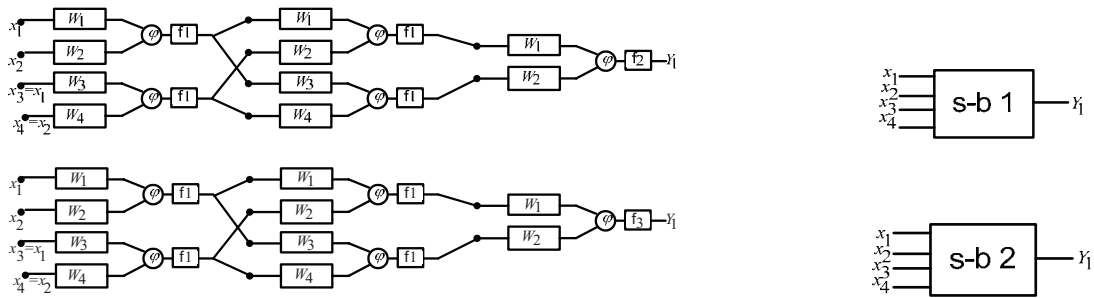 x1 W1 W1
φ f1 φ f1 W1
x2 W2 W2 φ f2 Y1
x3=x1 W3 W3 W2
φ f1 φ f1
x4=x2 W4 W4
x1
x2 s-b 1 Y1
x3
x4
x1 W1 W1
φ f1 φ f1 W1
x2 W2 W2 φ f3 Y1
x3=x1 W3 W3 W2
φ f1 φ f1
x4=x2 W4 W4
x1
x2 s-b 2 Y1
x3
x4